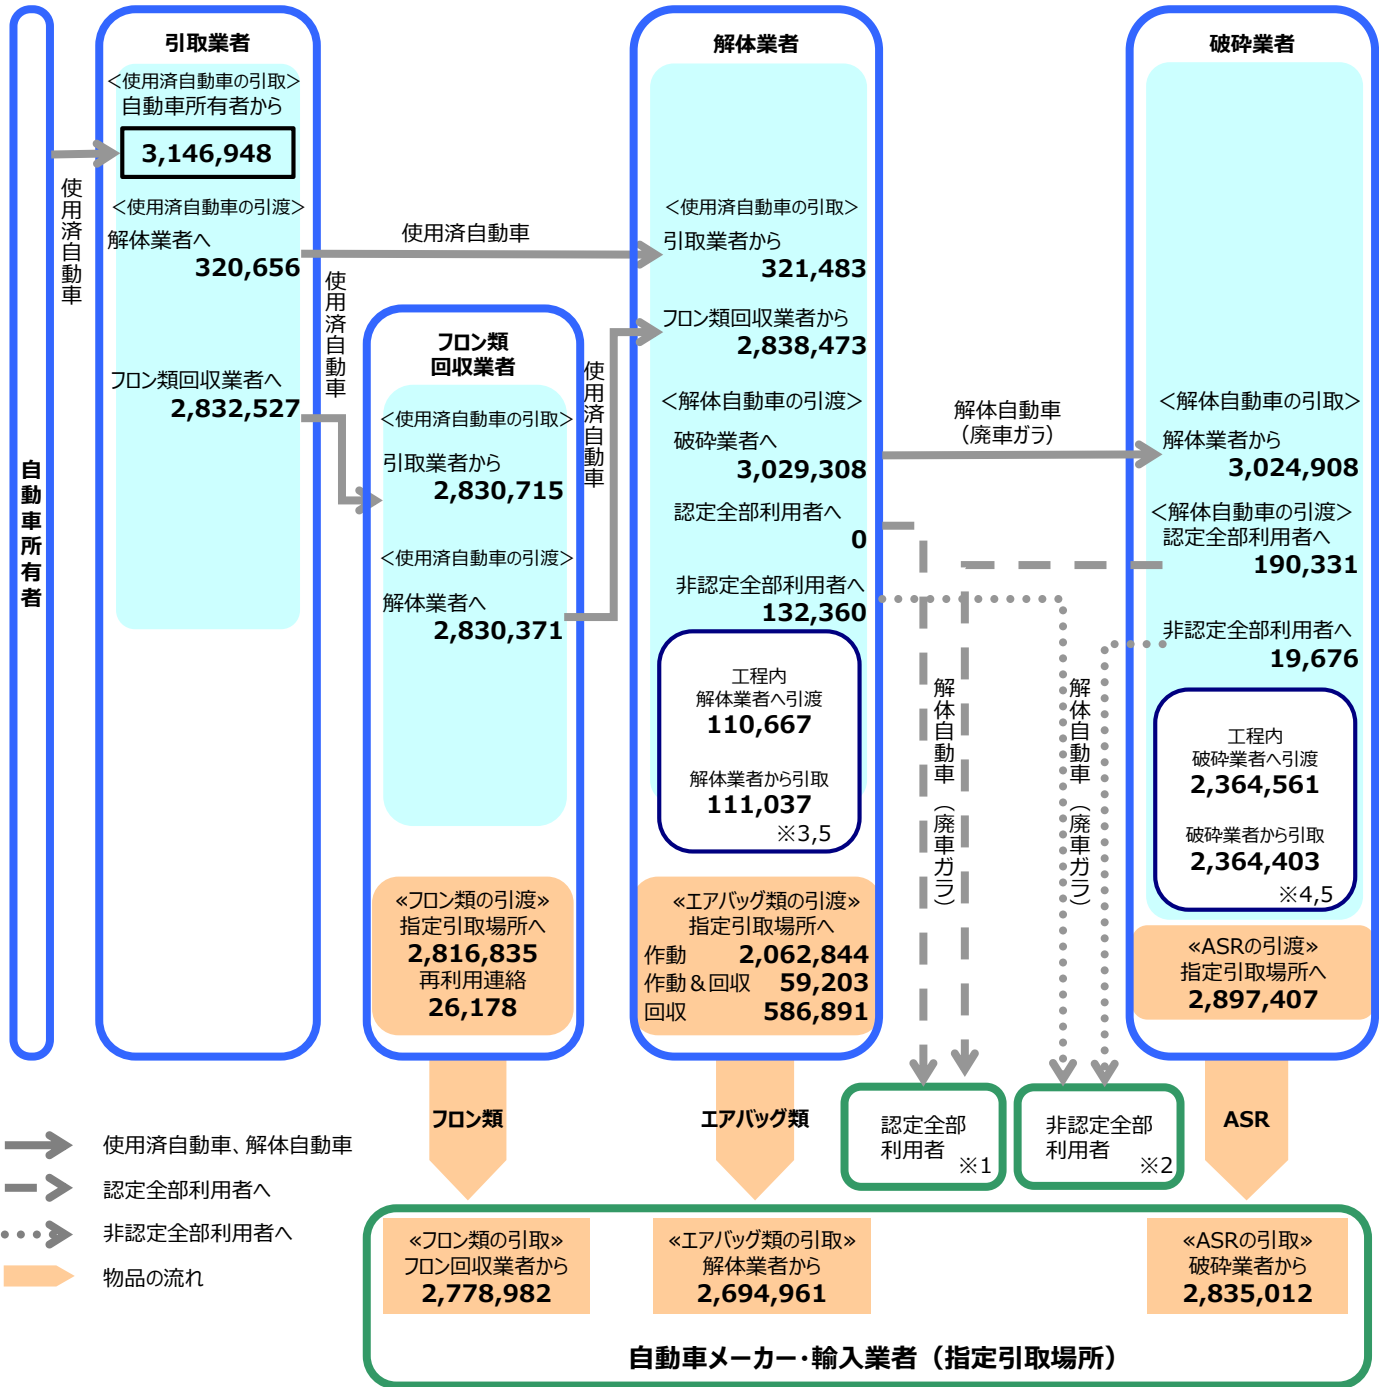 自動車所有者
使用済自動車
引取業者
＜使用済自動車の引取＞
自動車所有者から
3,146,948
＜使用済自動車の引渡＞
解体業者へ
320,656
フロン類回収業者へ
2,832,527
使用済自動車
使用済自動車
フロン類
回収業者
＜使用済自動車の引取＞
引取業者から
2,830,715
＜使用済自動車の引渡＞
解体業者へ
2,830,371
≪フロン類の引渡≫
指定引取場所へ
2,816,835
再利用連絡
26,178
使用済自動車
解体業者
＜使用済自動車の引取＞
引取業者から
321,483
フロン類回収業者から
2,838,473
＜解体自動車の引渡＞
破砕業者へ
3,029,308
認定全部利用者へ
0
非認定全部利用者へ
132,360
工程内
解体業者へ引渡
110,667
解体業者から引取
111,037
※3,5
≪エアバッグ類の引渡≫
指定引取場所へ
作動 2,062,844
作動＆回収 59,203
回収 586,891
解体自動車
（廃車ガラ）
解体自動車（廃車ガラ）
解体自動車（廃車ガラ）
破砕業者
＜解体自動車の引取＞
解体業者から
3,024,908
＜解体自動車の引渡＞
認定全部利用者へ
190,331
非認定全部利用者へ
19,676
工程内
破砕業者へ引渡
2,364,561
破砕業者から引取
2,364,403
※4,5
≪ASRの引渡≫
指定引取場所へ
2,897,407
フロン類
エアバッグ類
認定全部
利用者 ※1
非認定全部
利用者 ※2
ASR
使用済自動車、解体自動車
認定全部利用者へ
非認定全部利用者へ
物品の流れ
≪フロン類の引取≫
フロン回収業者から
2,778,982
≪エアバッグ類の引取≫
解体業者から
2,694,961
≪ASRの引取≫
破砕業者から
2,835,012
自動車メーカー・輸入業者（指定引取場所）